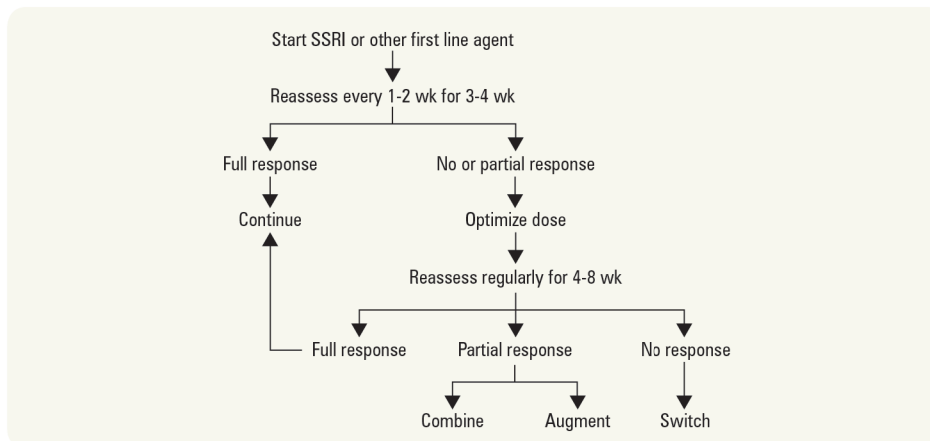 Start SSRI or other first line agent
Reassess every 1-2 wk for 3-4 wk
Full response
No or partial response
Continue
Optimize dose
Reassess regularly for 4-8 wk
Full response
Partial response
No response
Combine
Augment
Switch